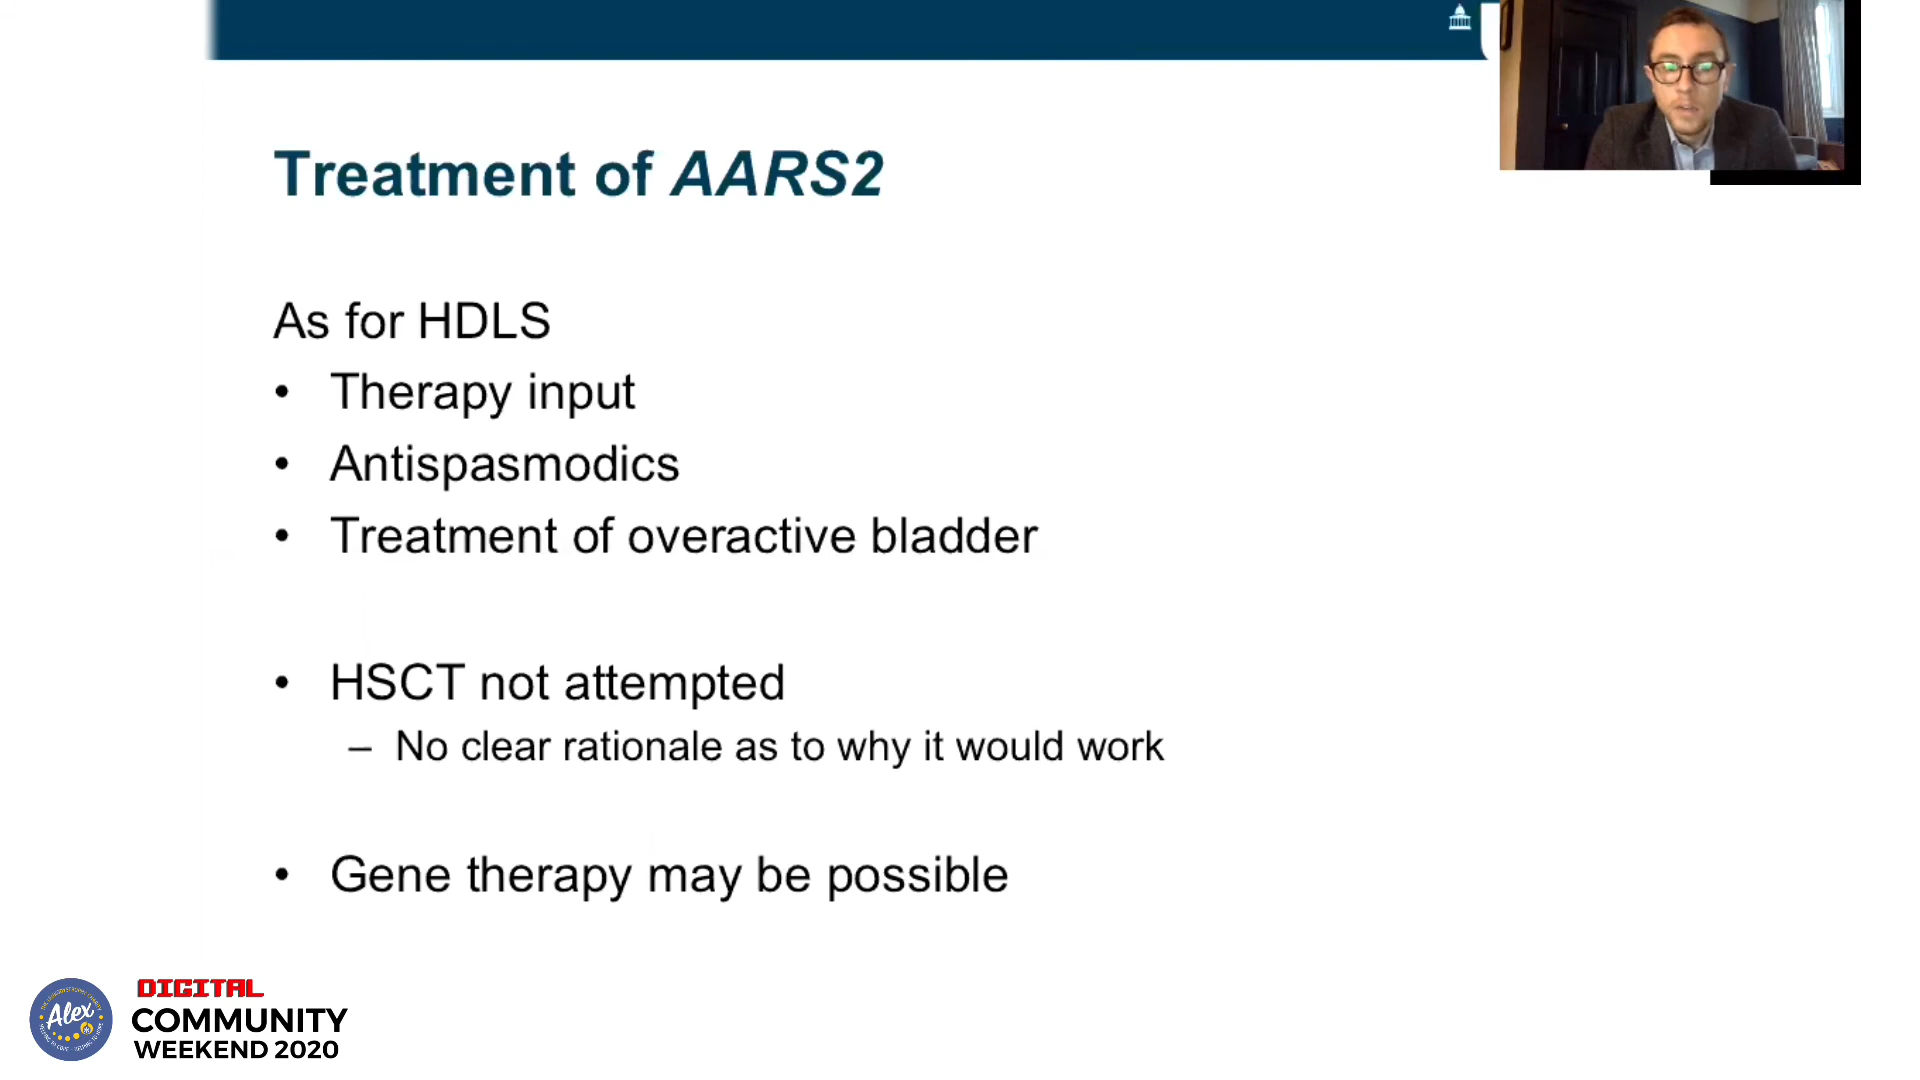 Treatment of AARS2
As for HDLS
• Therapy input
• Antispasmodics
• Treatment of overactive bladder
• HSCT not attempted
– No clear rationale as to why it would work
• Gene therapy may be possible
Alex
DIGITAL
COMMUNITY
WEEKEND 2020